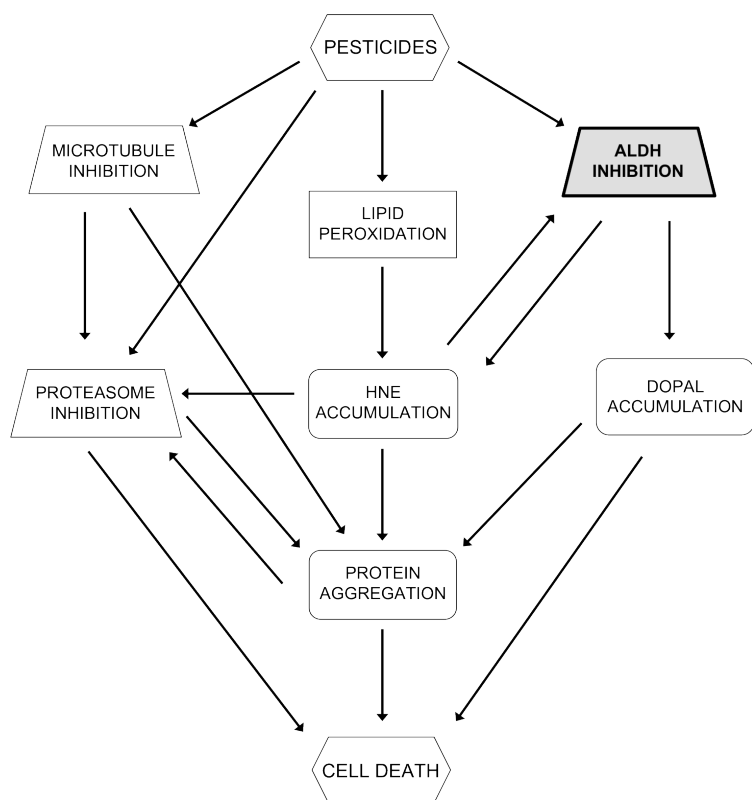 PESTICIDES
MICROTUBULE
INHIBITION
ALDH
INHIBITION
LIPID
PEROXIDATION
PROTEASOME
INHIBITION
HNE
ACCUMULATION
DOPAL
ACCUMULATION
PROTEIN
AGGREGATION
CELL DEATH